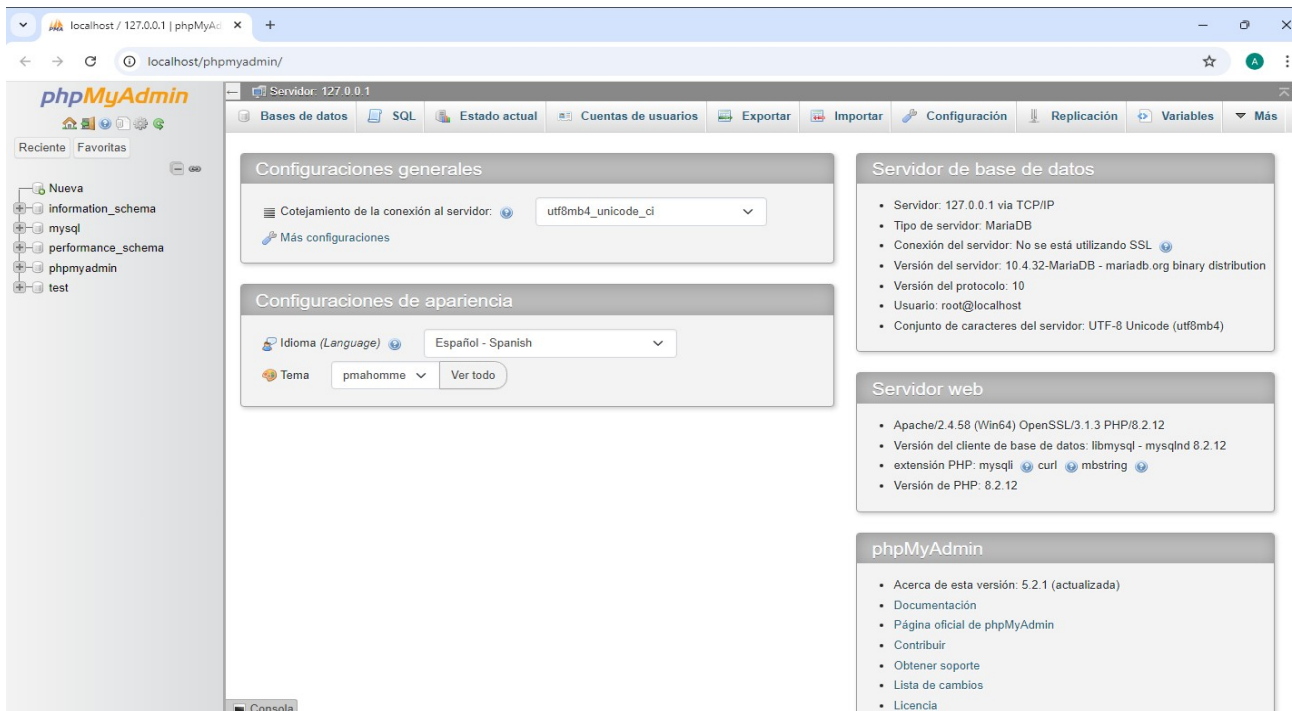 localhost / 127.0.0.1 | phpMyAd
localhost/phpmyadmin/
A
phpMyAdmin
Reciente Favoritas
Nueva
information_schema
mysql
performance_schema
phpmyadmin
test
Servidor: 127.0.0.1
Bases de datos SQL Estado actual Cuentas de usuarios Exportar Importar Configuración Replicación Variables Más
Configuraciones generales
Cotejamiento de la conexión al servidor: utf8mb4_unicode_ci
Más configuraciones
Configuraciones de apariencia
Idioma (Language) Español - Spanish
Tema pmahomme Ver todo
Servidor de base de datos
• Servidor: 127.0.0.1 via TCP/IP
• Tipo de servidor: MariaDB
• Conexión del servidor: No se está utilizando SSL
• Versión del servidor: 10.4.32-MariaDB - mariadb.org binary distribution
• Versión del protocolo: 10
• Usuario: root@localhost
• Conjunto de caracteres del servidor: UTF-8 Unicode (utf8mb4)
Servidor web
• Apache/2.4.58 (Win64) OpenSSL/3.1.3 PHP/8.2.12
• Versión del cliente de base de datos: libmysql - mysqlnd 8.2.12
• extensión PHP: mysqli curl mbstring
• Versión de PHP: 8.2.12
phpMyAdmin
• Acerca de esta versión: 5.2.1 (actualizada)
• Documentación
• Página oficial de phpMyAdmin
• Contribuir
• Obtener soporte
• Lista de cambios
• Licencia
Consola